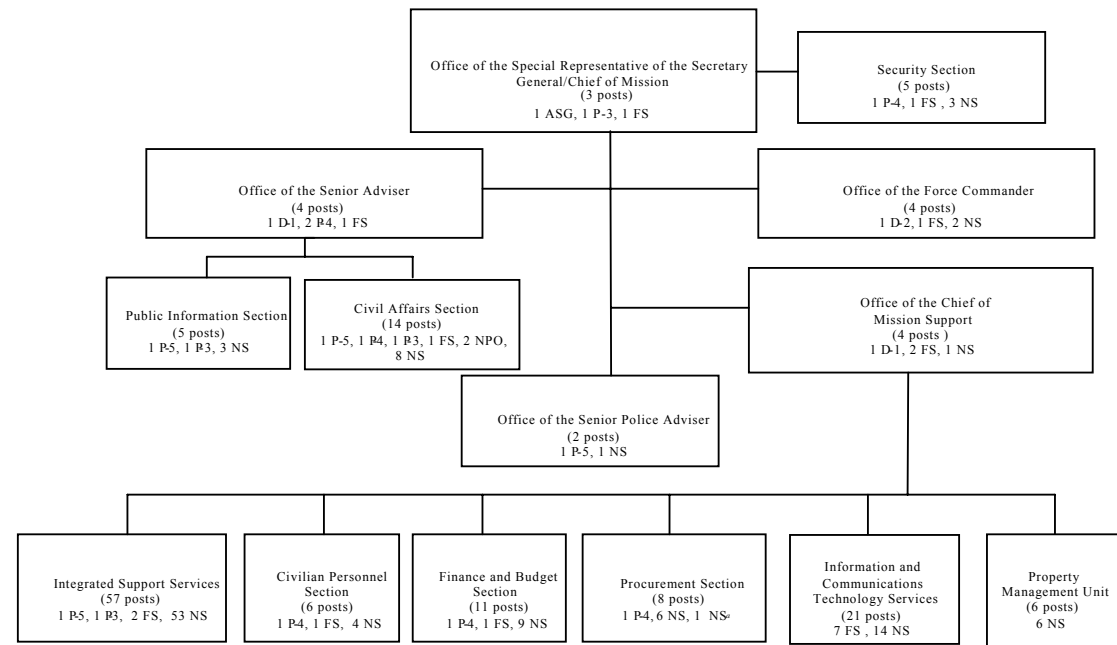 Office of the Special Representative of the Secretary
General/Chief of Mission
(3 posts)
1 ASG, 1 P-3, 1 FS
Security Section
(5 posts)
1 P-4, 1 FS , 3 NS
Office of the Senior Adviser
(4 posts)
1 D-1, 2 P-4, 1 FS
Office of the Force Commander
(4 posts)
1 D-2, 1 FS, 2 NS
Public Information Section
(5 posts)
1 P-5, 1 P-3, 3 NS
Civil Affairs Section
(14 posts)
1 P-5, 1 P-4, 1 P-3, 1 FS, 2 NPO,
8 NS
Office of the Chief of
Mission Support
(4 posts )
1 D-1, 2 FS, 1 NS
Office of the Senior Police Adviser
(2 posts)
1 P-5, 1 NS
Integrated Support Services
(57 posts)
1 P-5, 1 P-3, 2 FS, 53 NS
Civilian Personnel
Section
(6 posts)
1 P-4, 1 FS, 4 NS
Finance and Budget
Section
(11 posts)
1 P-4, 1 FS, 9 NS
Procurement Section
(8 posts)
1 P-4, 6 NS, 1 NSª
Information and
Communications
Technology Services
(21 posts)
7 FS , 14 NS
Property
Management Unit
(6 posts)
6 NS